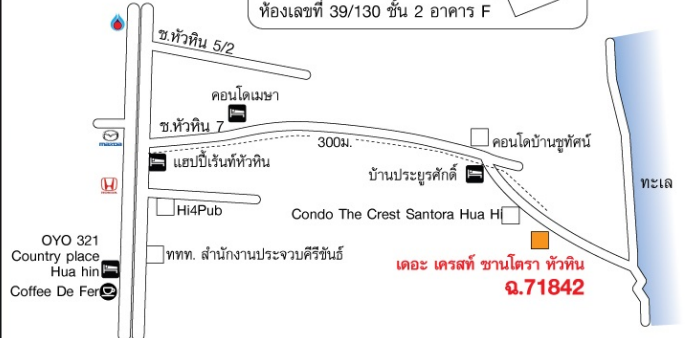 ห้องเลขที่ 39/130 ชั้น 2 อาคาร F
ซ.หัวหิน 5/2
คอนโดเมษา
ซ.หัวหิน 7
mazda
300ม.
คอนโดบ้านชูทัศน์
แฮปปี้เร้นท์หัวหิน
บ้านประยูรศักดิ์
ทะเล
HONDA
Hi4Pub
Condo The Crest Santora Hua Hi
OYO 321
Country place
Hua hin
ททท. สำนักงานประจวบคีรีขันธ์
Coffee De Fer
เดอะ เครสท์ ซานโตรา หัวหิน
ฉ.71842